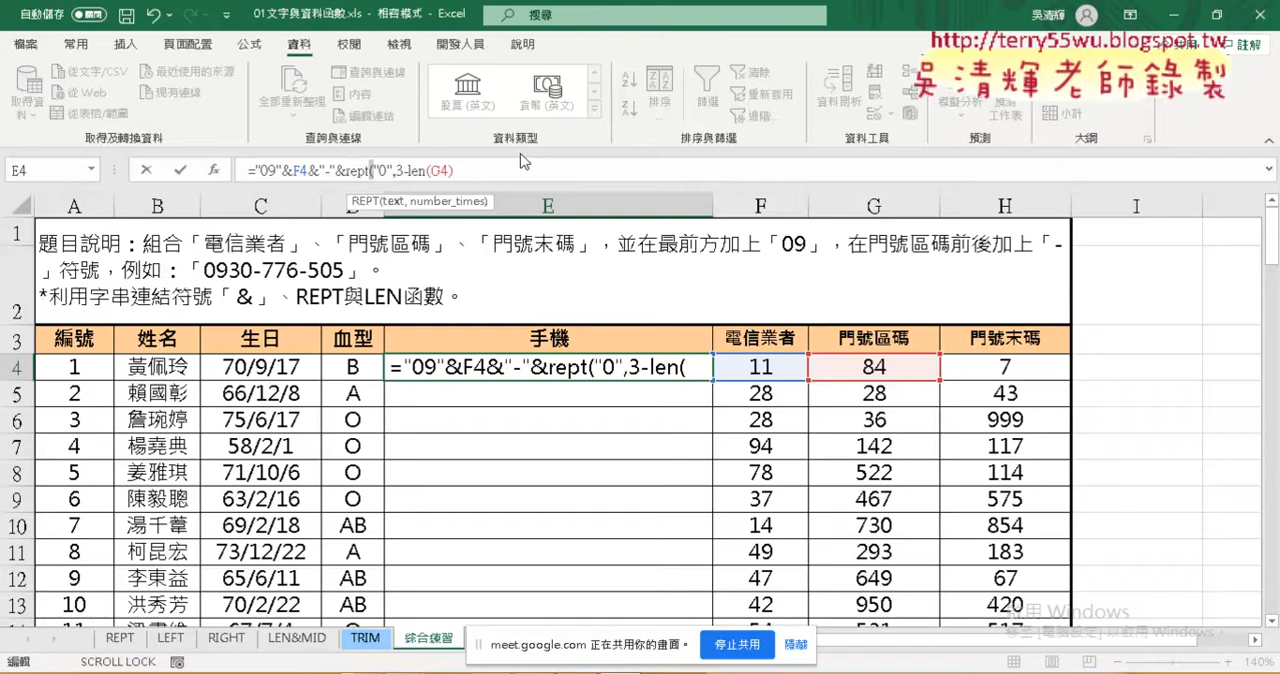 自動儲存 01文字與資料函數.xls - 相容模式 - Excel 搜尋 吳清輝
檔案 常用 插入 頁面配置 公式 資料 校閱 檢視 開發人員 說明 註解
http://terry55wu.blogspot.tw
吳清輝老師錄製
從文字/CSV 最近使用的來源 查詢與連線 清除
取得資料 從 Web 現有連線 全部重新整理 內容 股票 (英文) 貨幣 (英文) 排序 篩選 重新套用 資料剖析 模擬分析 預測工作表
從表格/範圍 編輯連結 進階... 小計
取得及轉換資料 查詢與連線 資料類型 排序與篩選 資料工具 預測 大綱
E4 fx ="09"&F4&"-"&rept("0",3-len(G4)
REPT(text, number_times)
A B C D E F G H I
1 題目說明：組合「電信業者」、「門號區碼」、「門號末碼」，並在最前方加上「09」，在門號區碼前後加上「-
」符號，例如：「0930-776-505」。
2 *利用字串連結符號「 & 」、REPT與LEN函數。
3 編號 姓名 生日 血型 手機 電信業者 門號區碼 門號末碼
4 1 黃佩玲 70/9/17 B ="09"&F4&"-"&rept("0",3-len( 11 84 7
5 2 賴國彰 66/12/8 A 28 28 43
6 3 詹琬婷 75/6/17 O 28 36 999
7 4 楊堯典 58/2/1 O 94 142 117
8 5 姜雅琪 71/10/6 O 78 522 114
9 6 陳毅聰 63/2/16 O 37 467 575
10 7 湯千葦 69/2/18 AB 14 730 854
11 8 柯昆宏 73/12/22 A 49 293 183
12 9 李東益 65/6/11 AB 47 649 67
13 10 洪秀芳 70/2/22 AB 42 950 420
啟用 Windows
移至 [電腦設定] 以啟用 Windows。
REPT LEFT RIGHT LEN&MID TRIM 綜合練習
meet.google.com 正在共用你的畫面。 停止共用 隱藏
編輯 SCROLL LOCK 140%